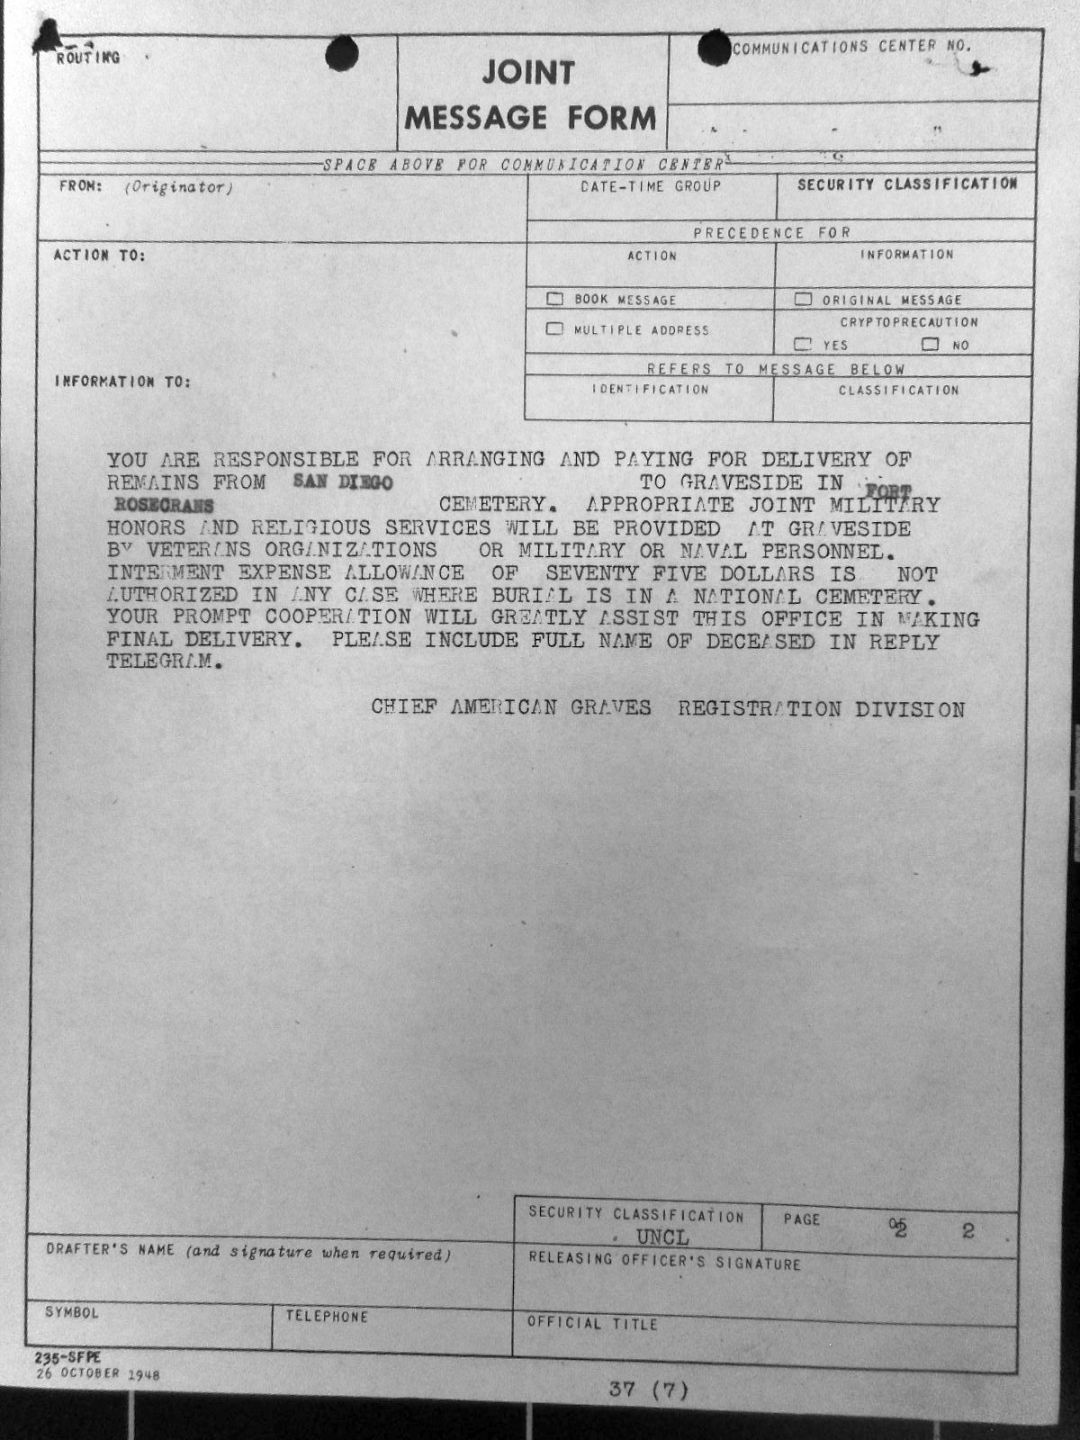 ROUTING
JOINT
MESSAGE FORM
COMMUNICATIONS CENTER NO.
SPACE ABOVE FOR COMMUNICATION CENTER
FROM: (Originator)
DATE-TIME GROUP
SECURITY CLASSIFICATION
PRECEDENCE FOR
ACTION TO:
ACTION
INFORMATION
BOOK MESSAGE
ORIGINAL MESSAGE
MULTIPLE ADDRESS
CRYPTOPRECAUTION
YES NO
REFERS TO MESSAGE BELOW
INFORMATION TO:
IDENTIFICATION
CLASSIFICATION
YOU ARE RESPONSIBLE FOR ARRANGING AND PAYING FOR DELIVERY OF
REMAINS FROM SAN DIEGO TO GRAVESIDE IN FORT
ROSECRANS CEMETERY. APPROPRIATE JOINT MILITARY
HONORS AND RELIGIOUS SERVICES WILL BE PROVIDED AT GRAVESIDE
BY VETERANS ORGANIZATIONS OR MILITARY OR NAVAL PERSONNEL.
INTERMENT EXPENSE ALLOWANCE OF SEVENTY FIVE DOLLARS IS NOT
AUTHORIZED IN ANY CASE WHERE BURIAL IS IN A NATIONAL CEMETERY.
YOUR PROMPT COOPERATION WILL GREATLY ASSIST THIS OFFICE IN MAKING
FINAL DELIVERY. PLEASE INCLUDE FULL NAME OF DECEASED IN REPLY
TELEGRAM.
CHIEF AMERICAN GRAVES REGISTRATION DIVISION
SECURITY CLASSIFICATION
UNCL
PAGE 2 2
DRAFTER'S NAME (and signature when required)
RELEASING OFFICER'S SIGNATURE
SYMBOL
TELEPHONE
OFFICIAL TITLE
235-SFPE
26 OCTOBER 1948
37 (7)